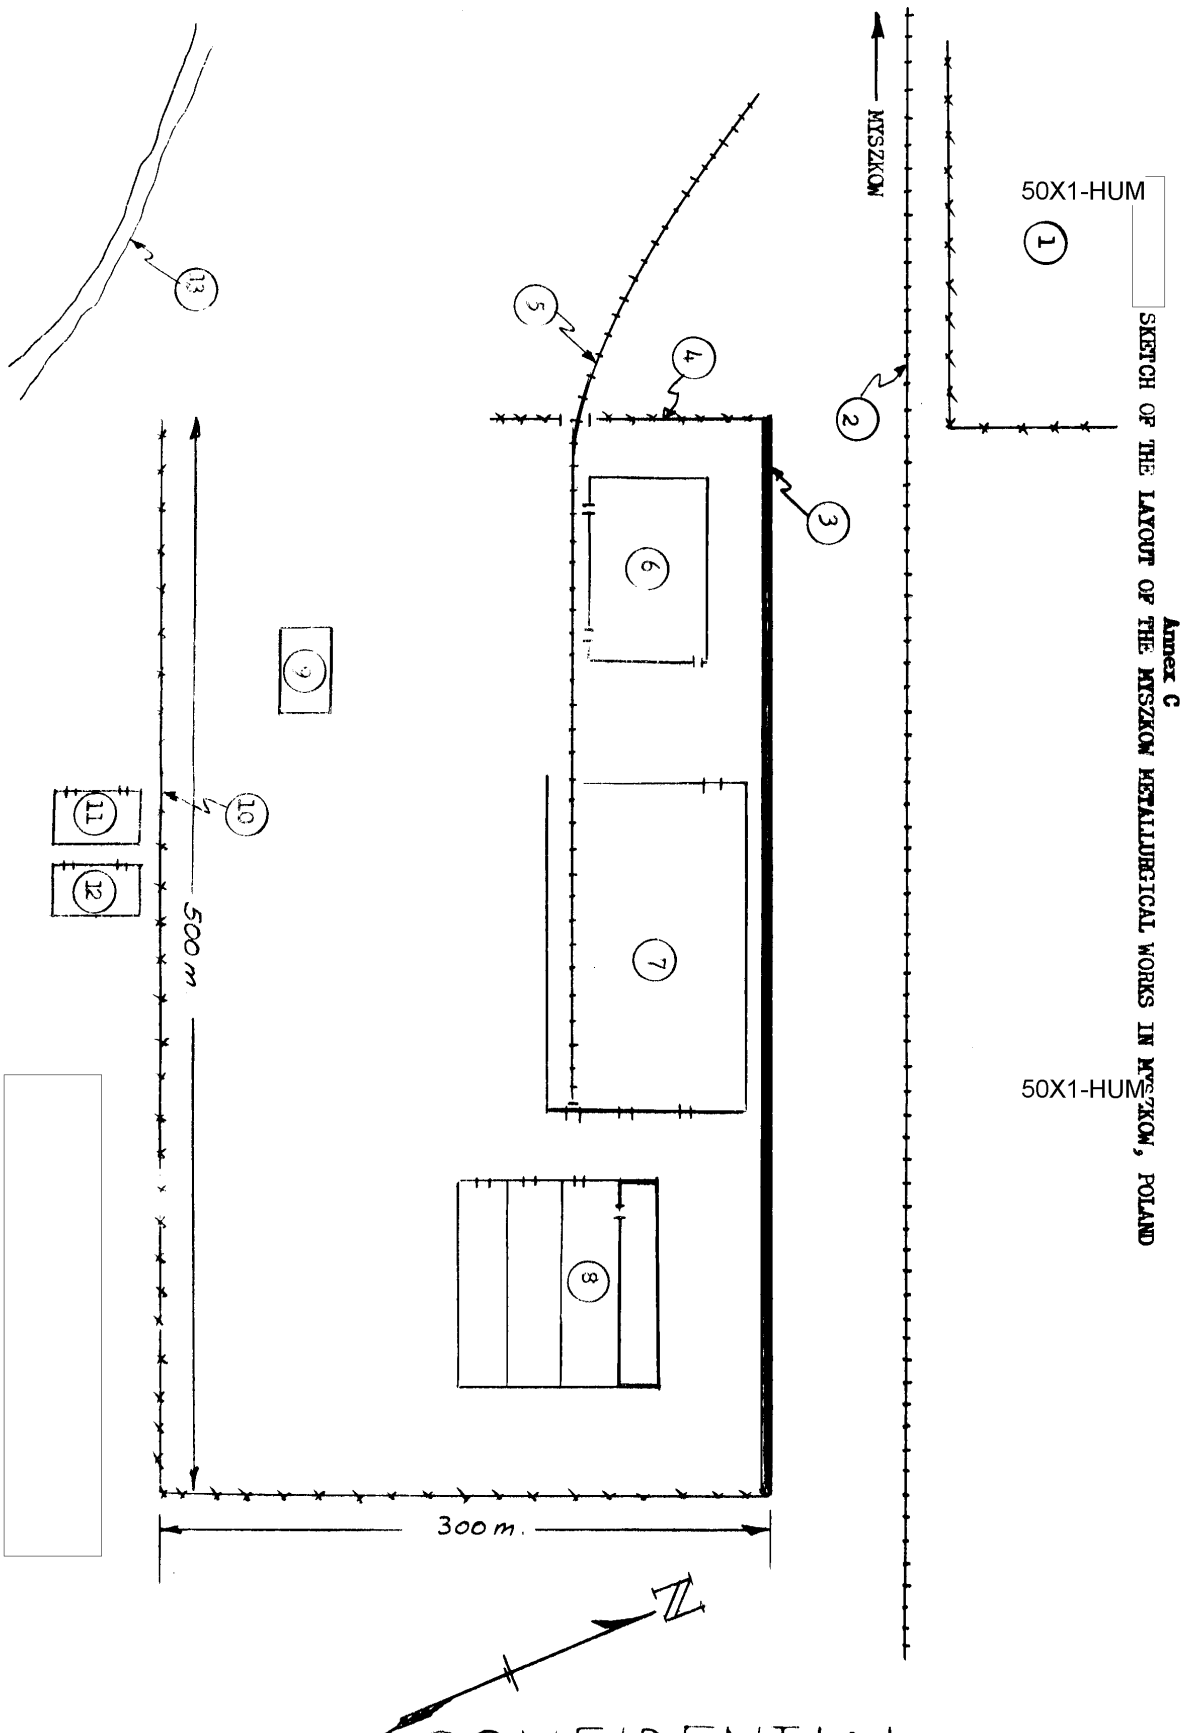 Annex C
SKETCH OF THE LAYOUT OF THE MYSZKOW METALLURGICAL WORKS IN MYSZKOW, POLAND
50X1-HUM
50X1-HUM
1
MYSZKOW
2
3
4
5
6
7
8
9
10
11
12
13
500 m
300 m.
N
CONFIDENTIAL